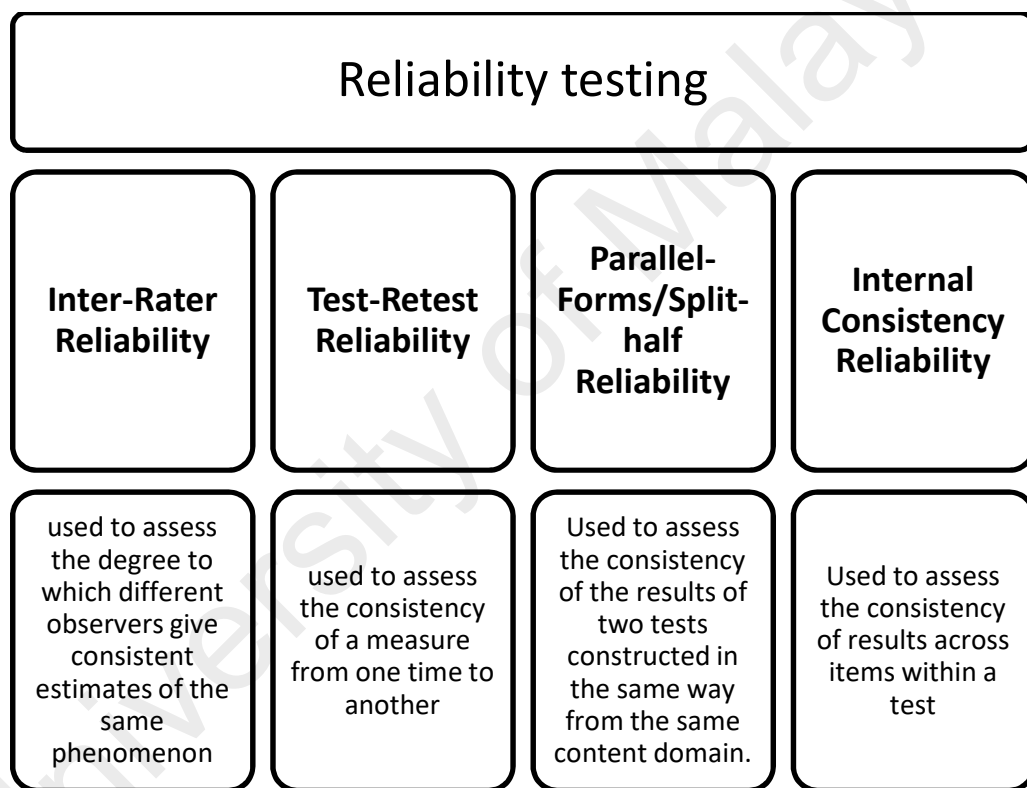 Reliability testing
Inter-Rater
Reliability
Test-Retest
Reliability
Parallel-
Forms/Split-
half
Reliability
Internal
Consistency
Reliability
used to assess
the degree to
which different
observers give
consistent
estimates of the
same
phenomenon
used to assess
the consistency
of a measure
from one time to
another
Used to assess
the consistency
of the results of
two tests
constructed in
the same way
from the same
content domain.
Used to assess
the consistency
of results across
items within a
test
University of Malay